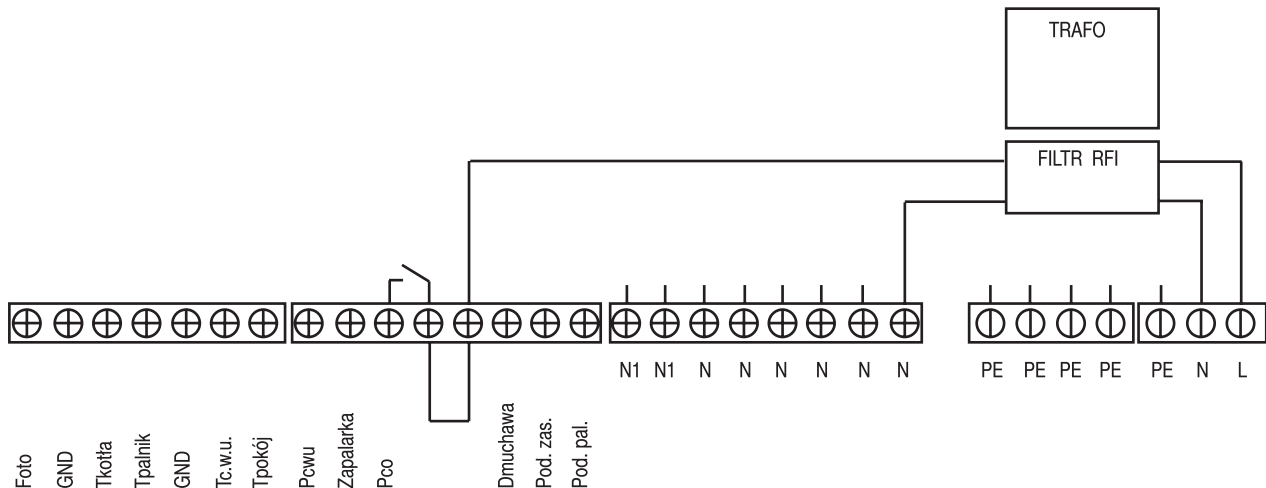 TRAFO
FILTR RFI
N1 N1 N N N N N N PE PE PE PE PE N L
Foto
GND
Tkotła
Tpalnik
GND
Tc.w.u.
Tpokój
Pcwu
Zapalarka
Pco
Dmuchawa
Pod. zas.
Pod. pal.